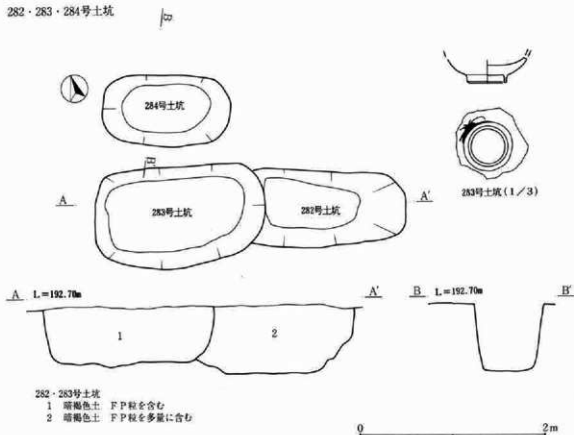 282・283・284号土坑
B
284号土坑
B'
A
283号土坑
282号土坑
A'
283号土坑(1／3)
A L=192.70m
A'
B L=192.70m
B'
1
2
282・283号土坑
1 暗褐色土 ＦＰ粒を含む
2 暗褐色土 ＦＰ粒を多量に含む
0
2m